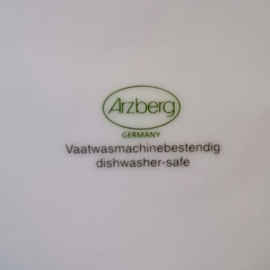 Arzberg
GERMANY
Vaatwasmachinebestendig
dishwasher-safe